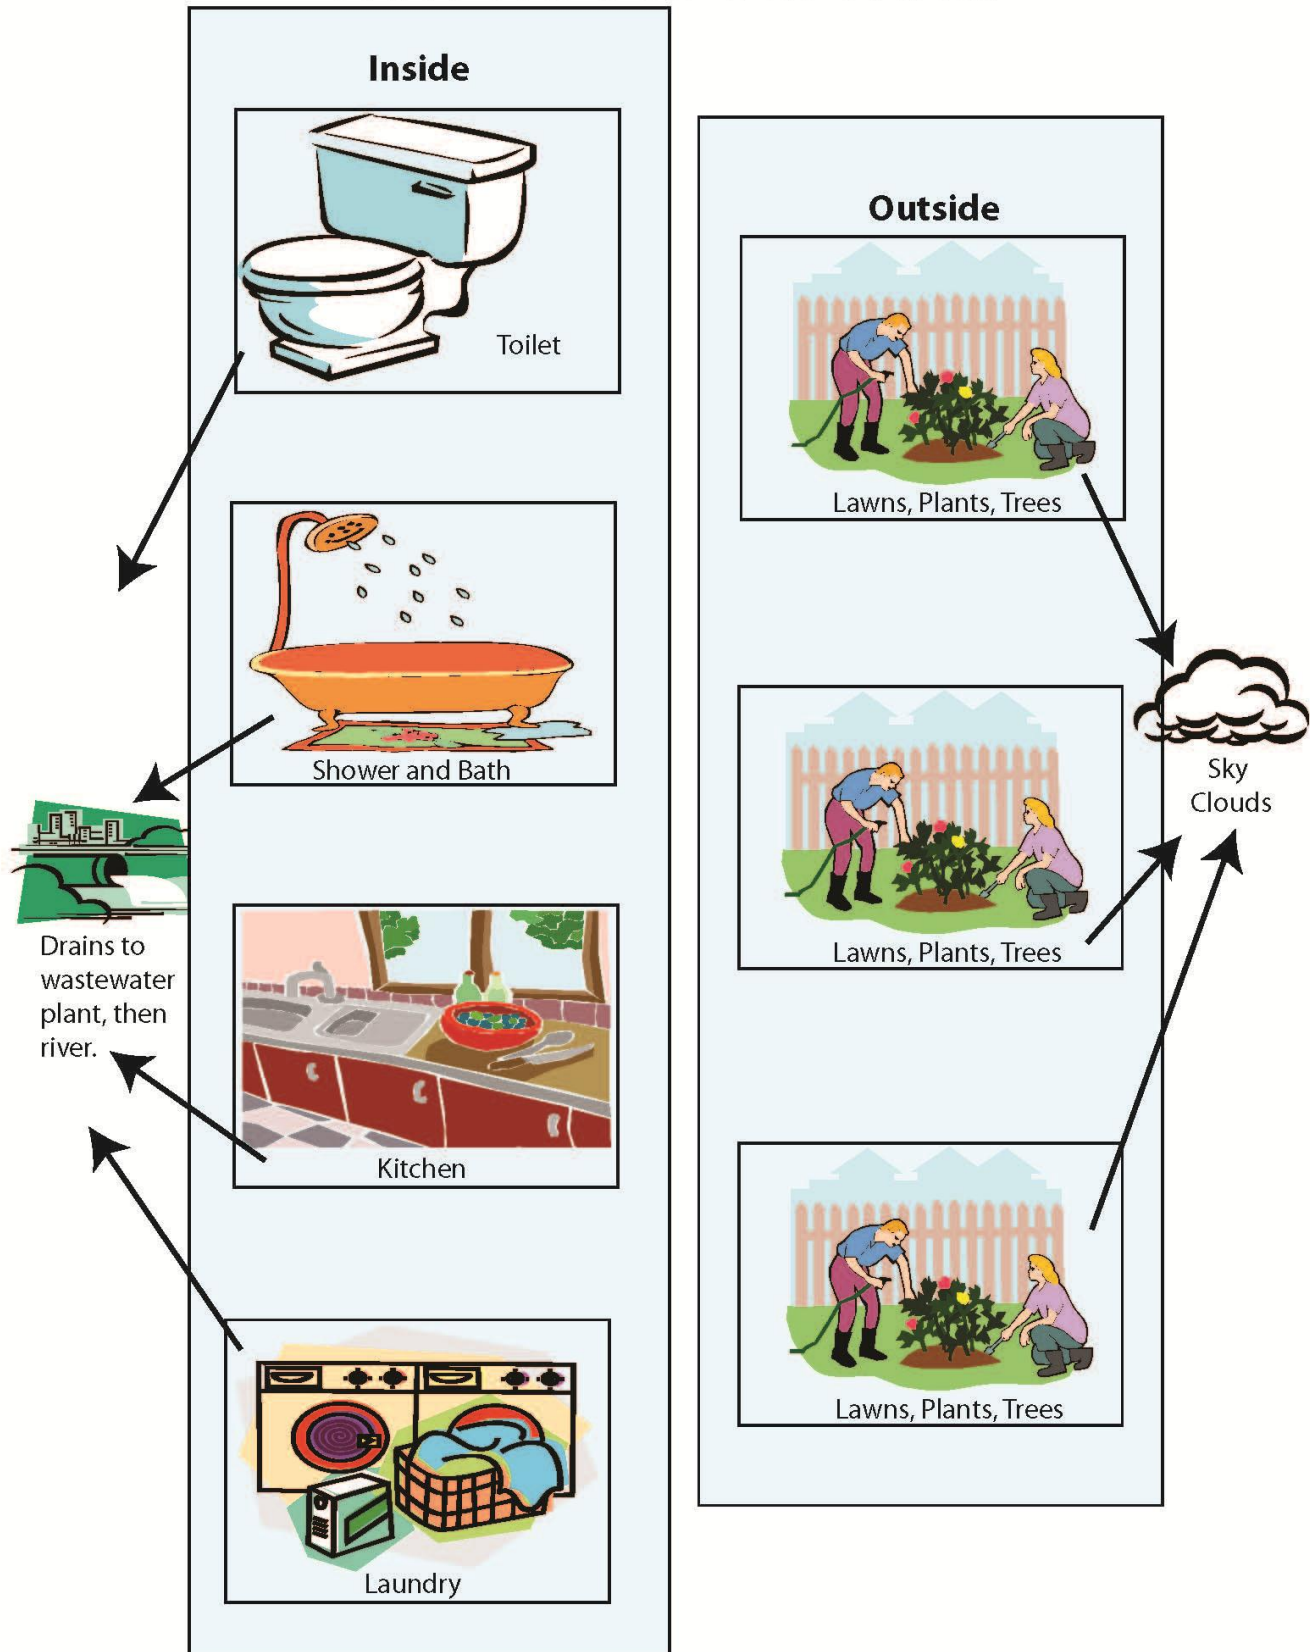 Inside
Toilet
Shower and Bath
Drains to
wastewater
plant, then
river.
Kitchen
Laundry
Outside
Lawns, Plants, Trees
Sky
Clouds
Lawns, Plants, Trees
Lawns, Plants, Trees